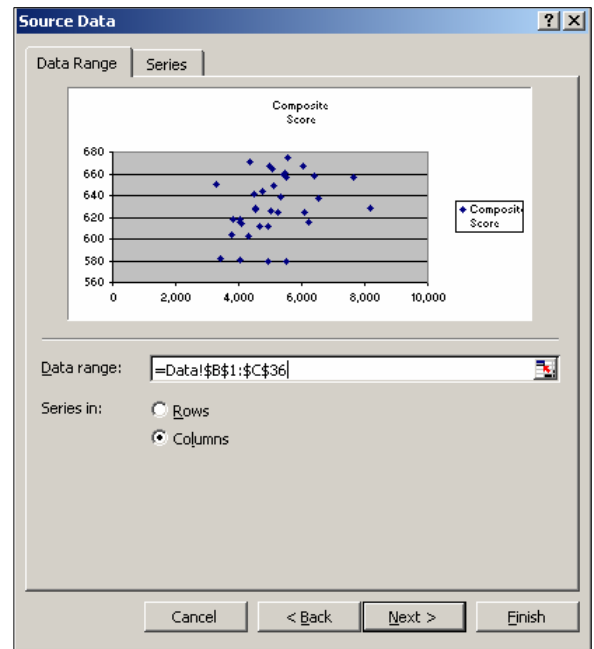 Source Data
Data Range Series
Composite
Score
680
660
640
620
600
580
560
0 2,000 4,000 6,000 8,000 10,000
Composite
Score
Data range: =Data!$B$1:$C$36
Series in: Rows
Columns
Cancel < Back Next > Finish